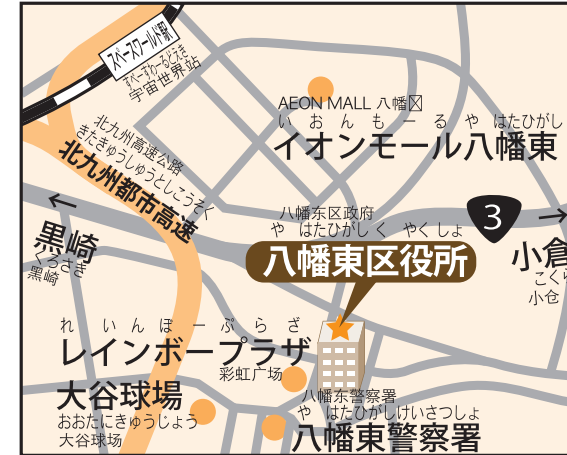 スペースワールド駅
すぺーすわーるどえき
宇宙世界站
AEON MALL 八幡
いおんもーるやはたひがし
イオンモール八幡東
北九州高速公路
きたきゅうしゅうとしこうそく
北九州都市高速
八幡东区政府
やはたひがしくやくしょ
八幡東区役所
3
←
黒崎
くろさき
黑崎
→
小倉
こくら
小仓
れいんぼーぷらざ
レインボープラザ
彩虹广场
大谷球場
おおたにきゅうじょう
大谷球场
八幡东警察署
やはたひがしけいさつしょ
八幡東警察署